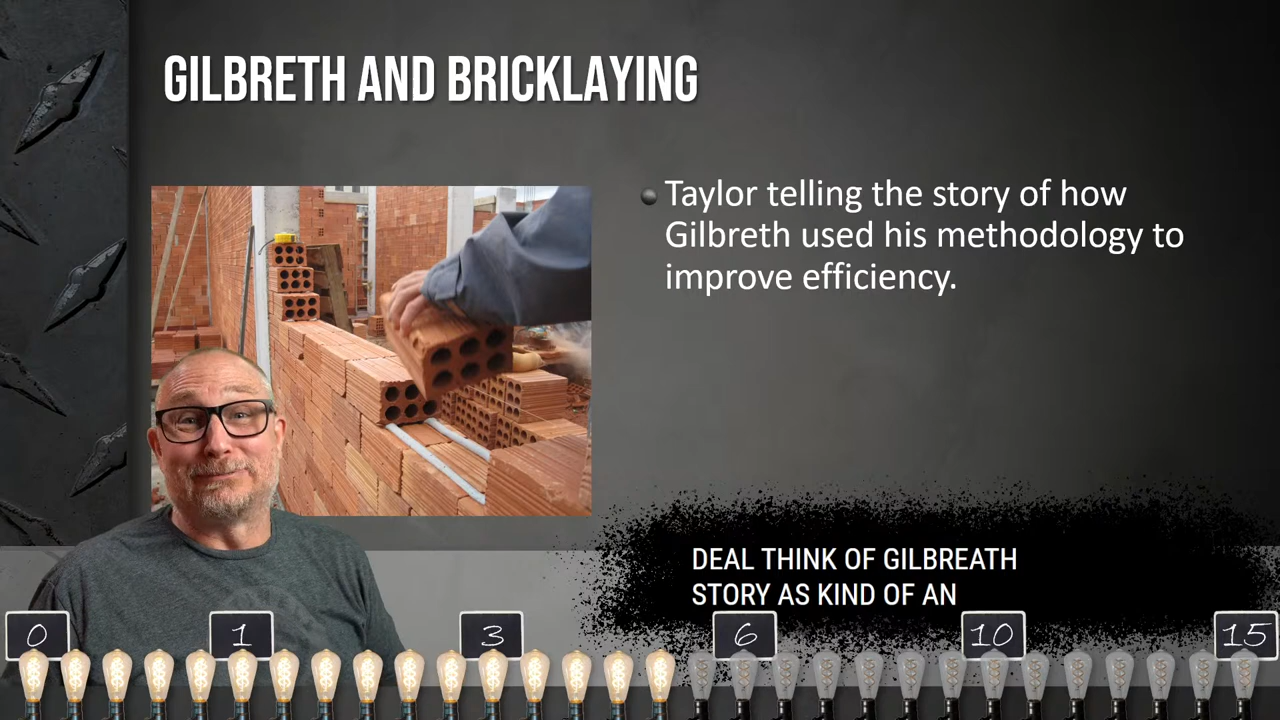 GILBRETH AND BRICKLAYING
Taylor telling the story of how
Gilbreth used his methodology to
improve efficiency.
DEAL THINK OF GILBREATH
STORY AS KIND OF AN
0 1 3 6 10 15